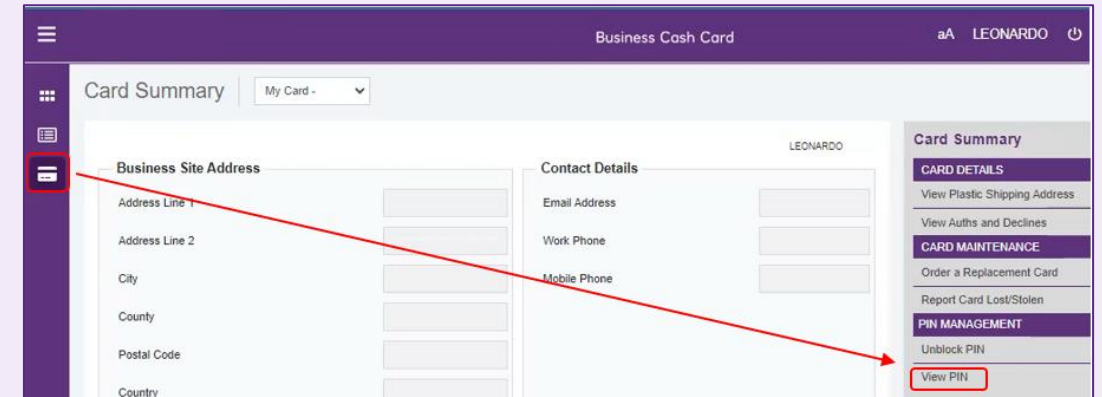 Business Cash Card
aA LEONARDO
Card Summary My Card -
LEONARDO
Business Site Address
Address Line 1
Address Line 2
City
County
Postal Code
Country
Contact Details
Email Address
Work Phone
Mobile Phone
Card Summary
CARD DETAILS
View Plastic Shipping Address
View Auths and Declines
CARD MAINTENANCE
Order a Replacement Card
Report Card Lost/Stolen
PIN MANAGEMENT
Unblock PIN
View PIN